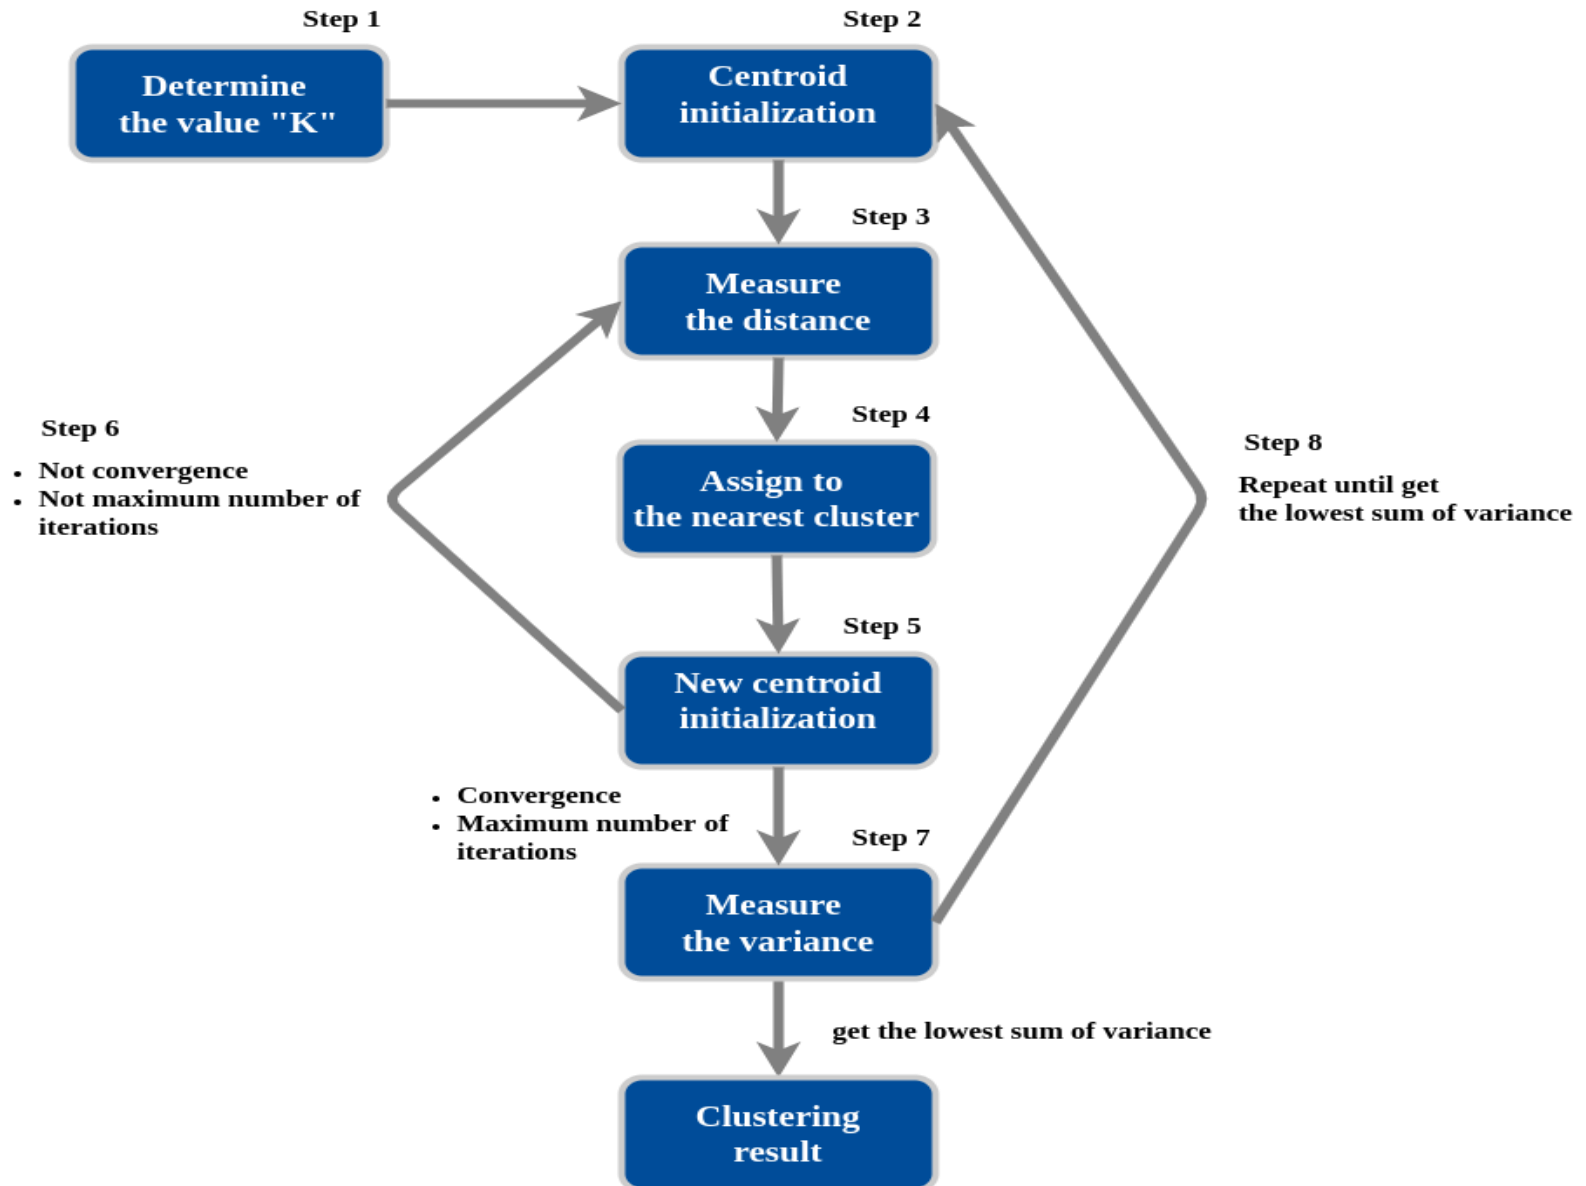 Step 1
Determine
the value "K"
Step 2
Centroid
initialization
Step 3
Measure
the distance
Step 4
Assign to
the nearest cluster
Step 5
New centroid
initialization
Step 6
• Not convergence
• Not maximum number of
iterations
• Convergence
• Maximum number of
iterations
Step 7
Measure
the variance
Step 8
Repeat until get
the lowest sum of variance
get the lowest sum of variance
Clustering
result